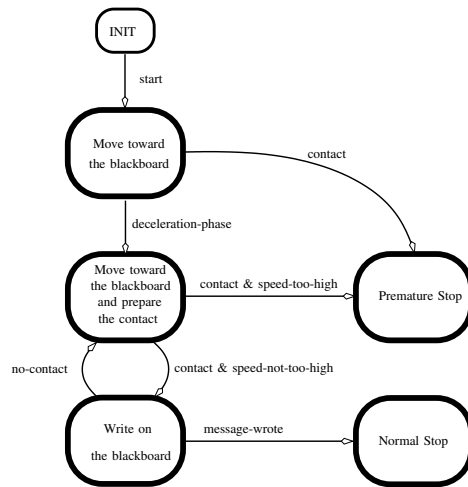 INIT
start
Move toward
the blackboard
contact
deceleration-phase
Move toward
the blackboard
and prepare
the contact
contact & speed-too-high
Premature Stop
no-contact
contact & speed-not-too-high
Write on
the blackboard
message-wrote
Normal Stop